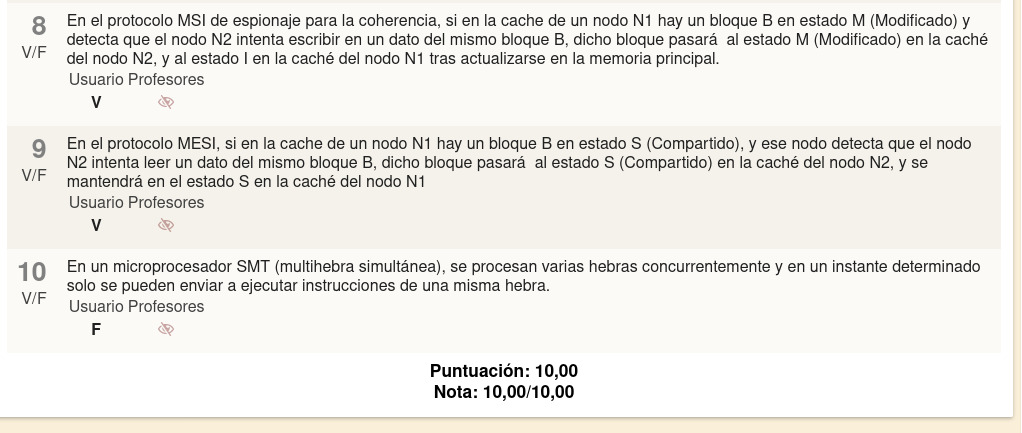 8
V/F
En el protocolo MSI de espionaje para la coherencia, si en la cache de un nodo N1 hay un bloque B en estado M (Modificado) y
detecta que el nodo N2 intenta escribir en un dato del mismo bloque B, dicho bloque pasará  al estado M (Modificado) en la caché
del nodo N2, y al estado I en la caché del nodo N1 tras actualizarse en la memoria principal.
Usuario Profesores
V
9
V/F
En el protocolo MESI, si en la cache de un nodo N1 hay un bloque B en estado S (Compartido), y ese nodo detecta que el nodo
N2 intenta leer un dato del mismo bloque B, dicho bloque pasará  al estado S (Compartido) en la caché del nodo N2, y se
mantendrá en el estado S en la caché del nodo N1
Usuario Profesores
V
10
V/F
En un microprocesador SMT (multihebra simultánea), se procesan varias hebras concurrentemente y en un instante determinado
solo se pueden enviar a ejecutar instrucciones de una misma hebra.
Usuario Profesores
F
Puntuación: 10,00
Nota: 10,00/10,00